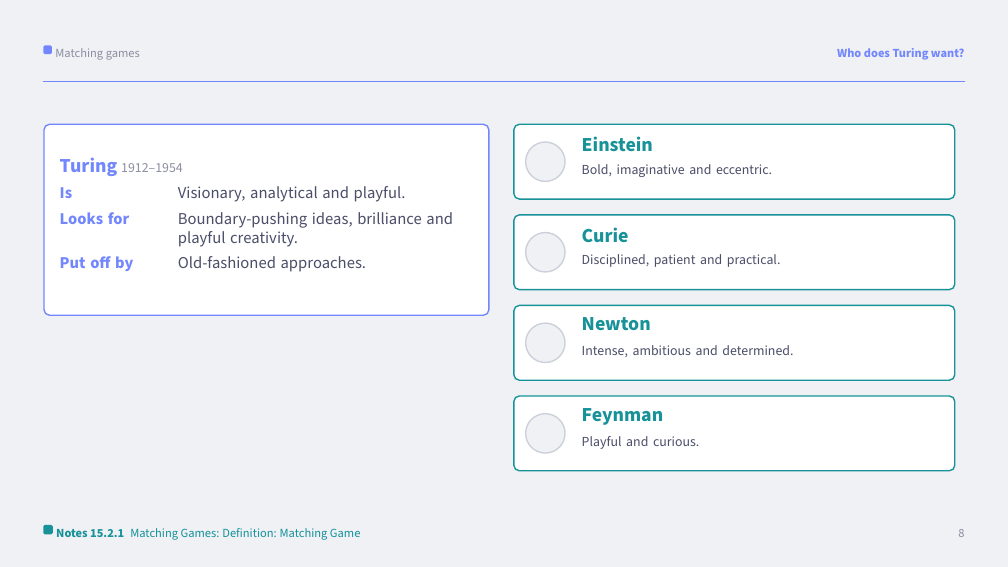 Matching games
Who does Turing want?
Turing 1912–1954
Is Visionary, analytical and playful.
Looks for Boundary-pushing ideas, brilliance and
playful creativity.
Put off by Old-fashioned approaches.
Einstein
Bold, imaginative and eccentric.
Curie
Disciplined, patient and practical.
Newton
Intense, ambitious and determined.
Feynman
Playful and curious.
Notes 15.2.1 Matching Games: Definition: Matching Game
8